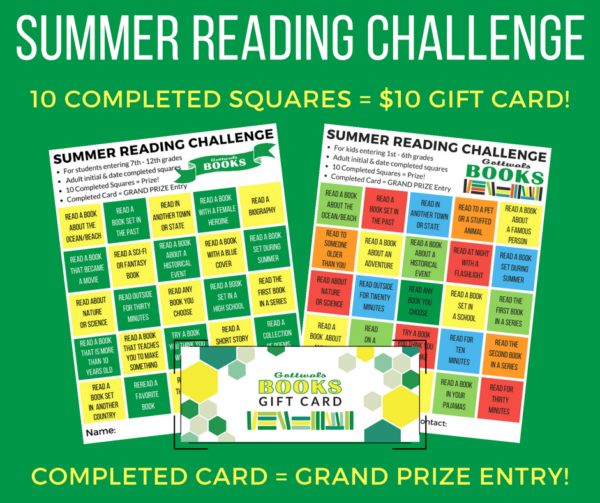 SUMMER READING CHALLENGE
10 COMPLETED SQUARES = $10 GIFT CARD!
SUMMER READING CHALLENGE
• For students entering 7th - 12th grades
• Adult initial & date completed squares
• 10 Completed Squares = Prize!
• Completed Card = GRAND PRIZE Entry
Gottwals
BOOKS
READ A BOOK
ABOUT THE
OCEAN/BEACH
READ A
BOOK SET IN
THE PAST
READ IN
ANOTHER TOWN
OR STATE
READ A BOOK
WITH A FEMALE
HEROINE
READ A
BIOGRAPHY
READ A BOOK
THAT BECAME
A MOVIE
READ A SCI-FI
OR FANTASY
BOOK
READ A BOOK
ABOUT A
HISTORICAL
EVENT
READ A BOOK
WITH A BLUE
COVER
READ A BOOK
SET DURING
SUMMER
READ ABOUT
NATURE
OR SCIENCE
READ OUTSIDE
FOR THIRTY
MINUTES
READ ANY
BOOK YOU
CHOOSE
READ A BOOK
SET IN A
HIGH SCHOOL
READ THE
FIRST BOOK
IN A SERIES
READ A BOOK
THAT IS MORE
THAN 10
YEARS OLD
READ A BOOK
THAT TEACHES
YOU TO MAKE
SOMETHING
TRY A BOOK
READ A
SHORT STORY
READ A
COLLECTION
OF POEMS
READ A
BOOK SET
IN ANOTHER
COUNTRY
REREAD A
FAVORITE
BOOK
Name:
SUMMER READING CHALLENGE
• For kids entering 1st - 6th grades
• Adult initial & date completed squares
• 10 Completed Squares = Prize!
• Completed Card = GRAND PRIZE Entry
Gottwals
BOOKS
READ A BOOK
ABOUT THE
OCEAN/BEACH
READ A
BOOK SET IN
THE PAST
READ IN
ANOTHER TOWN
OR STATE
READ TO A PET
OR A STUFFED
ANIMAL
READ A BOOK
ABOUT A
FAMOUS
PERSON
READ TO
SOMEONE
OLDER
THAN YOU
READ A BOOK
ABOUT AN
ADVENTURE
READ A BOOK
ABOUT A
HISTORICAL
EVENT
READ AT NIGHT
WITH A
FLASHLIGHT
READ A BOOK
SET DURING
SUMMER
READ ABOUT
NATURE
OR SCIENCE
READ OUTSIDE
FOR TWENTY
MINUTES
READ ANY
BOOK YOU
CHOOSE
READ A
BOOK SET
IN A SCHOOL
READ THE
FIRST BOOK
IN A SERIES
READ A
BOOK ABOUT
READ
ON A
TRY A BOOK
READ FOR
TEN
MINUTES
READ THE
SECOND BOOK
IN A SERIES
READ A
BOOK IN
YOUR
PAJAMAS
READ FOR
THIRTY
MINUTES
ontact:
Gottwals
BOOKS
GIFT CARD
COMPLETED CARD = GRAND PRIZE ENTRY!